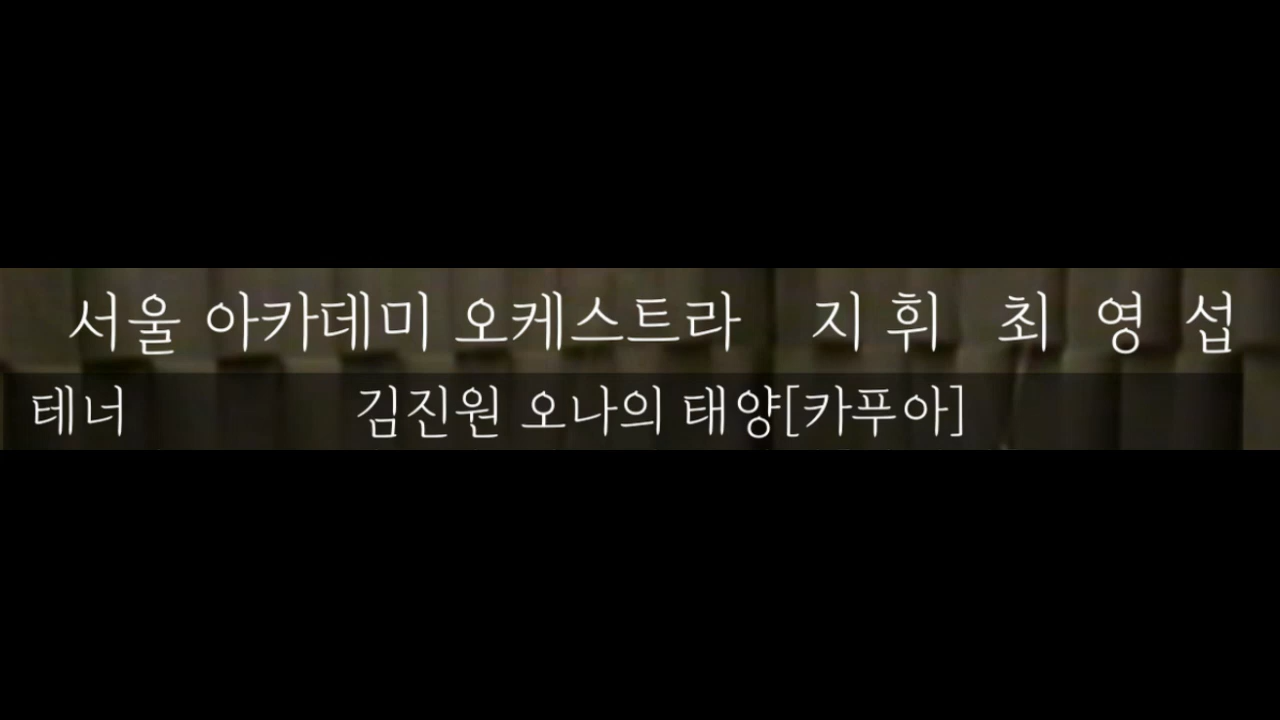 서울 아카데미 오케스트라 지 휘 최 영 섭
테너 김진원 오나의 태양[카푸아]